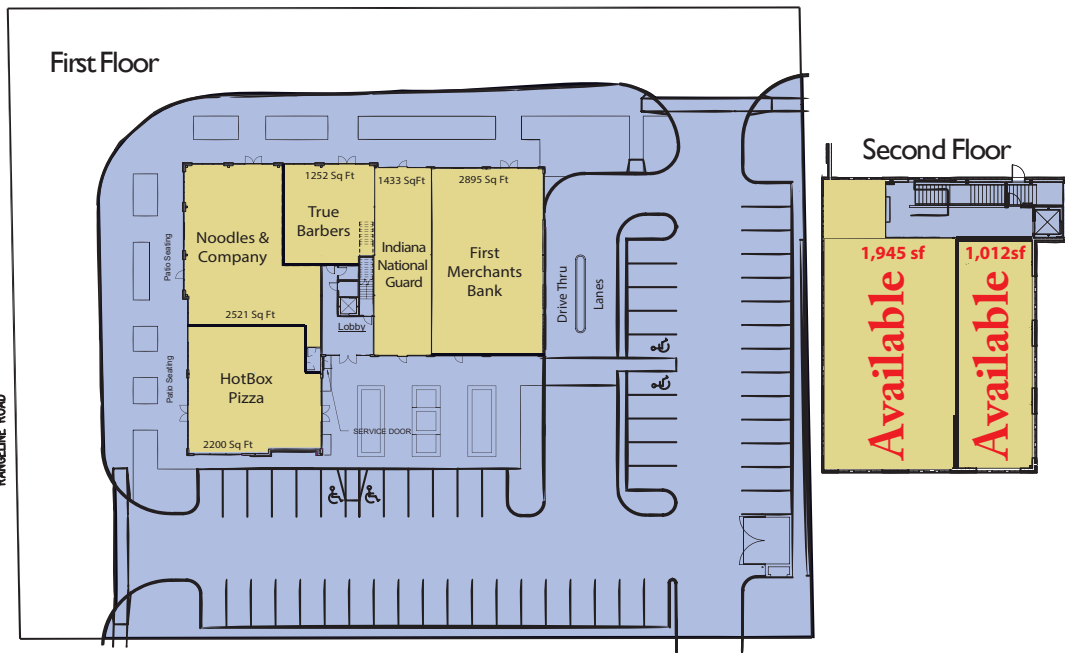 First Floor
Second Floor
1252 Sq Ft
1433 SqFt
2895 Sq Ft
True
Barbers
Noodles &
Company
Indiana
National
Guard
First
Merchants
Bank
Patio Seating
2521 Sq Ft
Lobby
Drive Thru
Lanes
HotBox
Pizza
Patio Seating
2200 Sq Ft
SERVICE DOOR
RANGELINE ROAD
1,945 sf
Available
1,012sf
Available